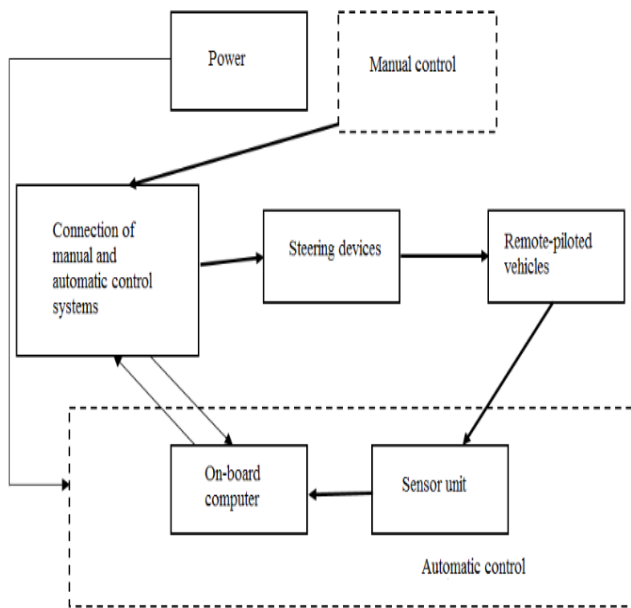 Power
Manual control
Connection of
manual and
automatic control
systems
Steering devices
Remote-piloted
vehicles
On-board
computer
Sensor unit
Automatic control